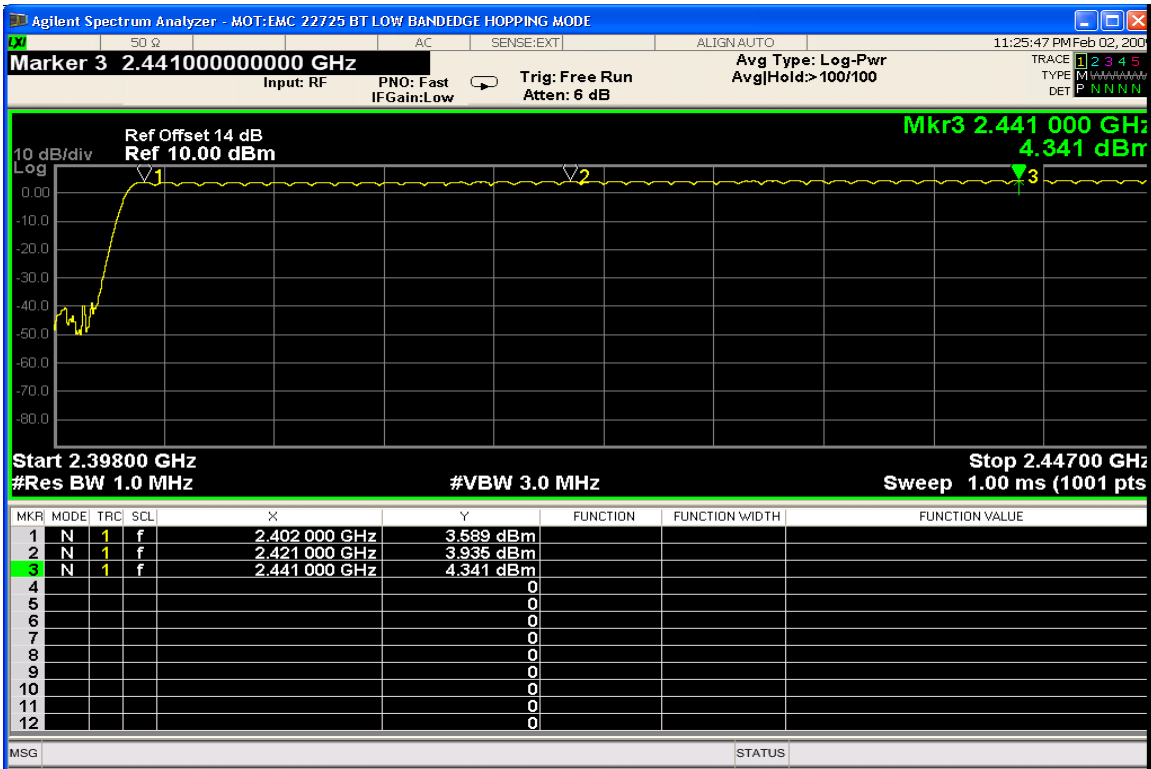 Agilent Spectrum Analyzer - MOT:EMC 22725 BT LOW BANDEDGE HOPPING MODE
LXI 50 Ω AC SENSE:EXT ALIGN AUTO 11:25:47 PM Feb 02, 200
Marker 3 2.441000000000 GHz
Input: RF
PNO: Fast
IFGain:Low
Trig: Free Run
Atten: 6 dB
Avg Type: Log-Pwr
Avg|Hold:>100/100
TRACE 1 2 3 4 5
TYPE M
DET P N N N N
Mkr3 2.441 000 GHz
4.341 dBm
Ref Offset 14 dB
10 dB/div Ref 10.00 dBm
Log
1 2 3
0.00
-10.0
-20.0
-30.0
-40.0
-50.0
-60.0
-70.0
-80.0
Start 2.39800 GHz Stop 2.44700 GHz
#Res BW 1.0 MHz #VBW 3.0 MHz Sweep 1.00 ms (1001 pts
MKR MODE TRC SCL X Y FUNCTION FUNCTION WIDTH FUNCTION VALUE
1 N 1 f 2.402 000 GHz 3.589 dBm
2 N 1 f 2.421 000 GHz 3.935 dBm
3 N 1 f 2.441 000 GHz 4.341 dBm
4 0
5 0
6 0
7 0
8 0
9 0
10 0
11 0
12 0
MSG STATUS